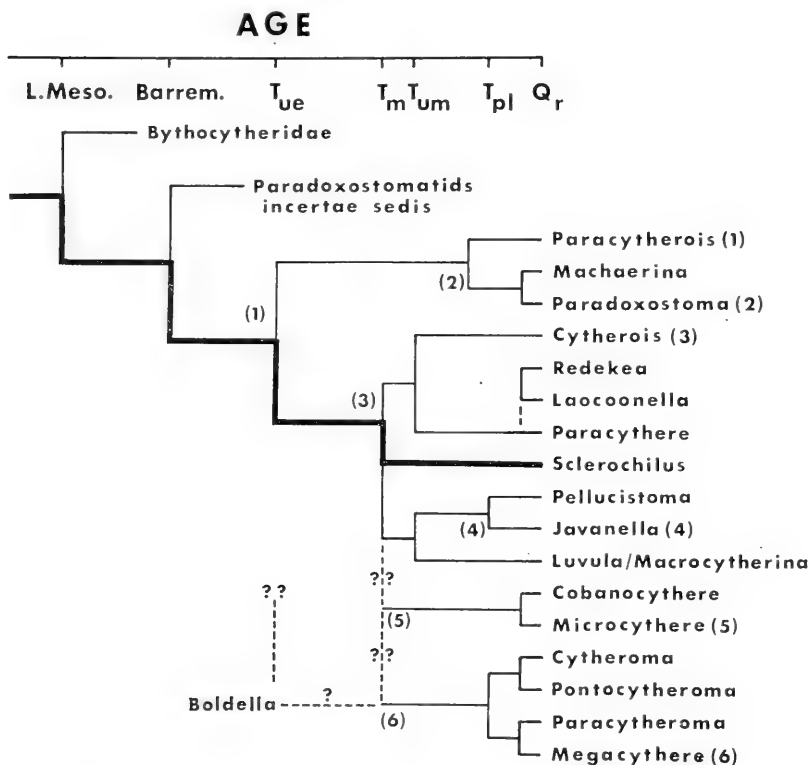 AGE
L.Meso. Barrem. Tue Tm Tum Tpl Qr
Bythocytheridae
Paradoxostomatids
incertae sedis
Paracytherois (1)
Machaerina
(2)
Paradoxostoma (2)
(1)
Cytherois (3)
Redekea
(3)
Laocoonella
Paracythere
Sclerochilus
Pellucistoma
(4)
Javanella (4)
Luvula/Macrocytherina
??
??
Cobanocythere
(5)
Microcythere (5)
??
Cytheroma
Pontocytheroma
?
Boldella
(6)
Paracytheroma
Megacythere (6)